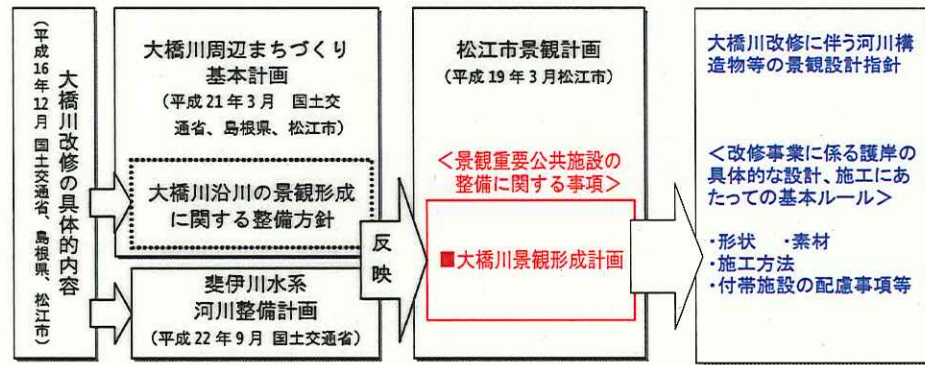 大橋川改修の具体的内容
（平成16年12月 国土交通省、島根県、松江市）
大橋川周辺まちづくり
基本計画
（平成21年3月 国土交
通省、島根県、松江市）
大橋川沿川の景観形成
に関する整備方針
斐伊川水系
河川整備計画
（平成22年9月 国土交通省）
反
映
松江市景観計画
（平成19年3月松江市）
＜景観重要公共施設の
整備に関する事項＞
■大橋川景観形成計画
大橋川改修に伴う河川構
造物等の景観設計指針
＜改修事業に係る護岸の
具体的な設計、施工にあ
たっての基本ルール＞
・形状　・素材
・施工方法
・付帯施設の配慮事項等